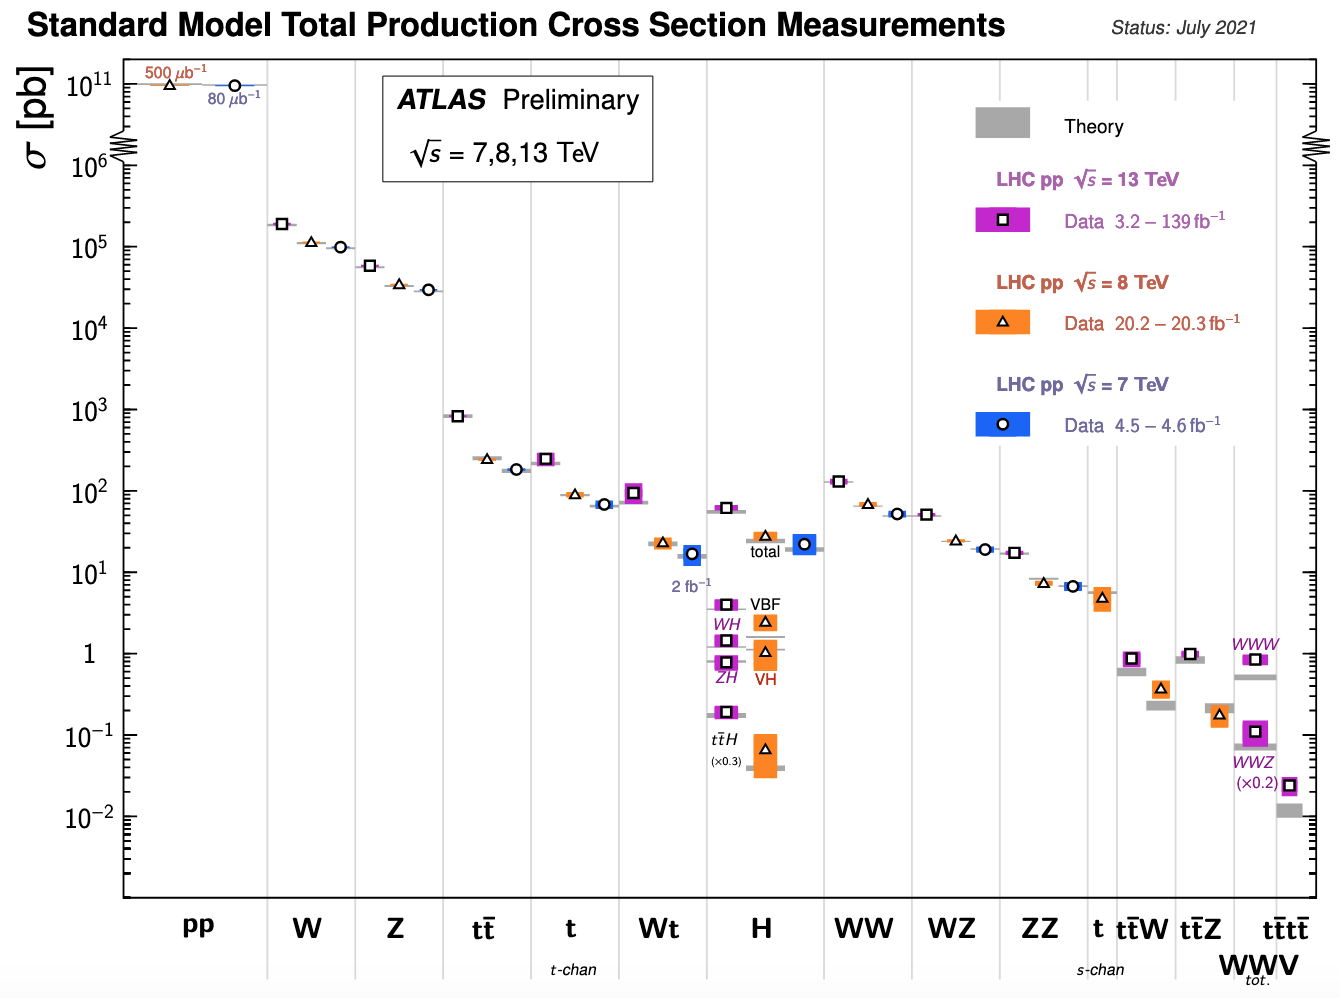 Standard Model Total Production Cross Section Measurements
Status: July 2021
σ [pb]
10¹¹
10⁶
10⁵
10⁴
10³
10²
10¹
1
10⁻¹
10⁻²
500 μb⁻¹
80 μb⁻¹
ATLAS Preliminary
√s = 7,8,13 TeV
Theory
LHC pp √s = 13 TeV
Data 3.2 – 139 fb⁻¹
LHC pp √s = 8 TeV
Data 20.2 – 20.3 fb⁻¹
LHC pp √s = 7 TeV
Data 4.5 – 4.6 fb⁻¹
2 fb⁻¹
total
VBF
WH
ZH
VH
tt̄H
(×0.3)
WWW
WWZ
(×0.2)
pp W Z tt̄ t Wt H WW WZ ZZ t tt̄W tt̄Z tt̄tt̄
t-chan s-chan
WWV
tot.